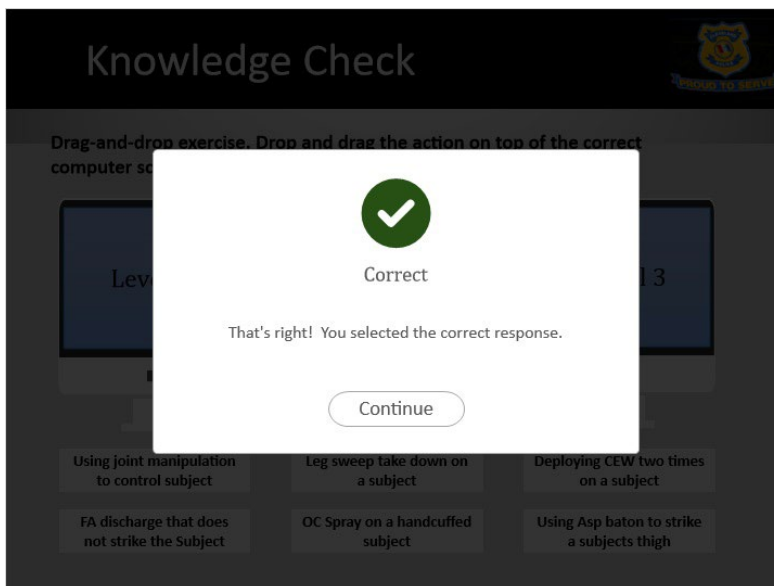 Knowledge Check
PROUD TO SERVE
Drag-and-drop exercise. Drop and drag the action on top of the correct
computer
3
Correct
That's right! You selected the correct response.
Continue
Using joint manipulation
to control subject
Leg sweep take down on
a subject
Deploying CEW two times
on a subject
FA discharge that does
not strike the Subject
OC Spray on a handcuffed
subject
Using Asp baton to strike
a subjects thigh